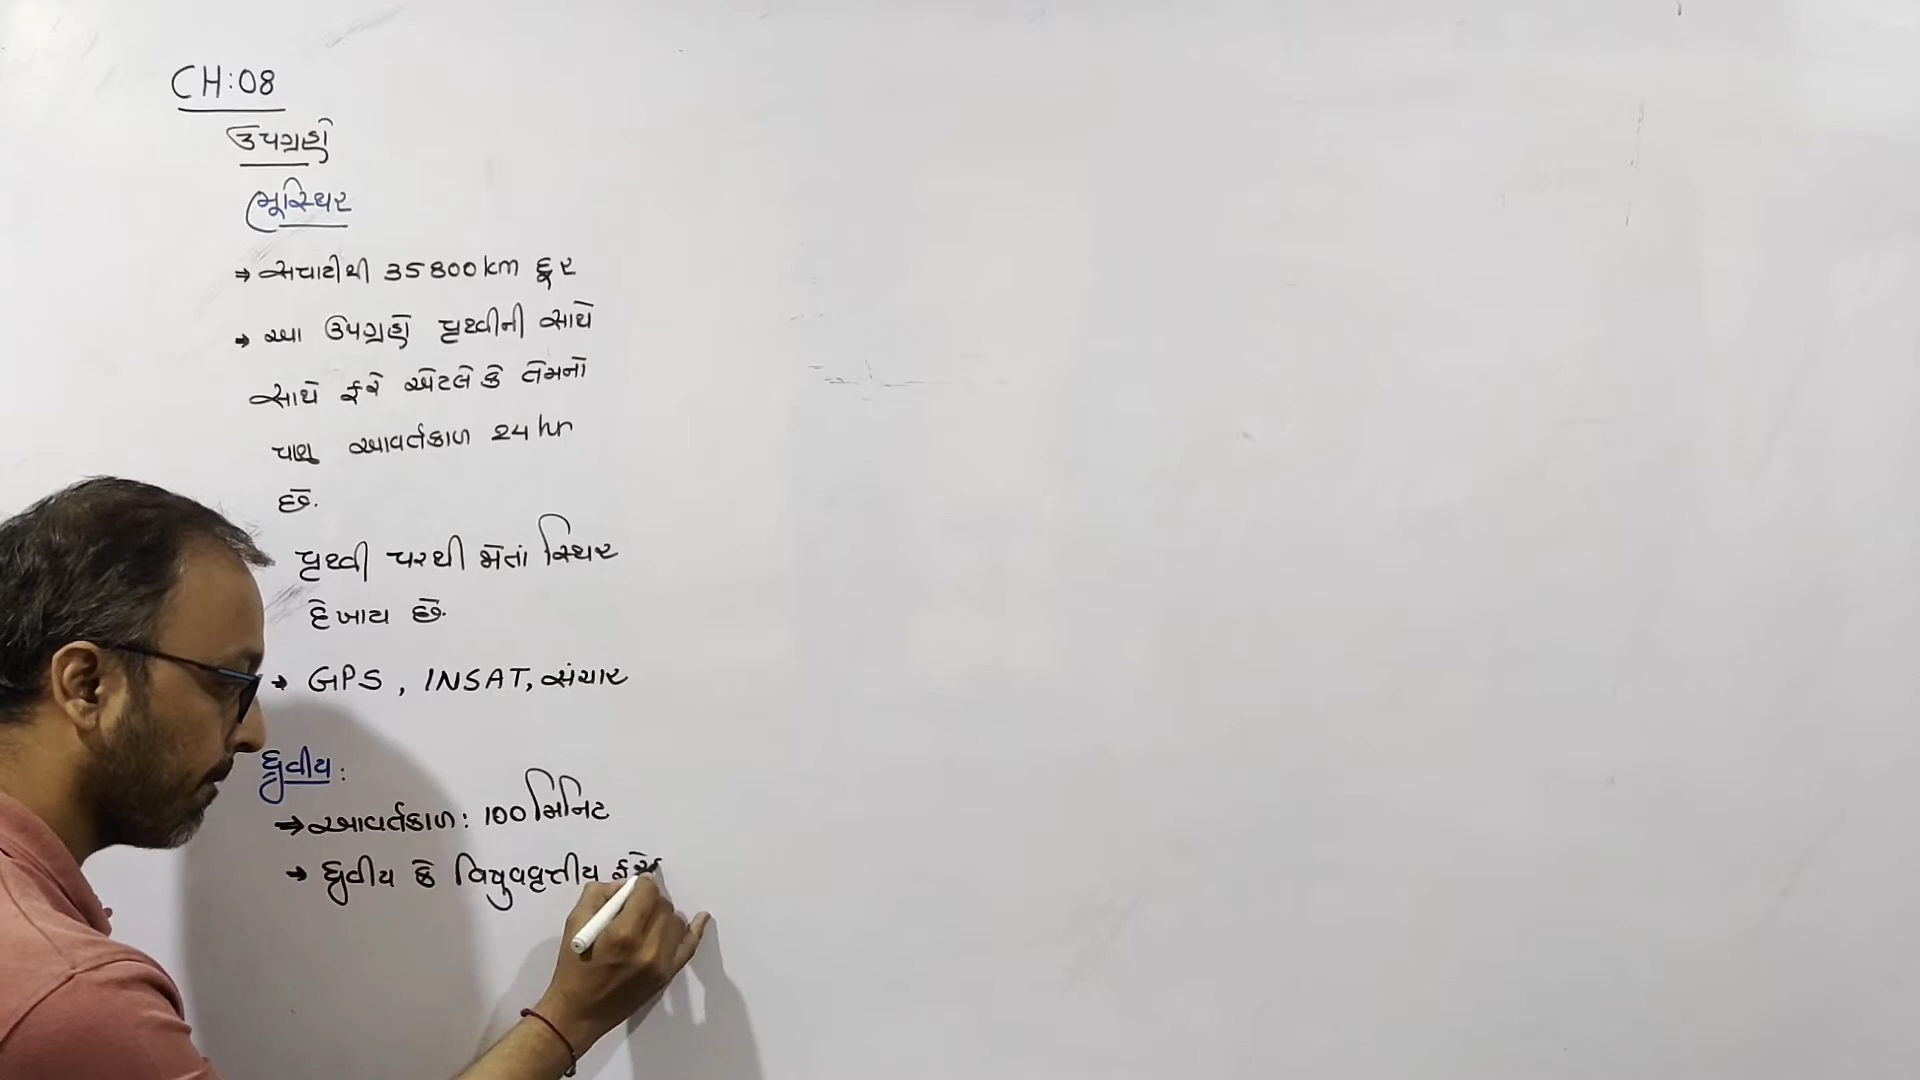 CH:08
ઉપગ્રહો
ભૂસ્થિર
→ સપાટીથી 35800 km દૂર
→ આ ઉપગ્રહો પૃથ્વીની સાથે
સાથે ફરે એટલે કે તેમનો
પણ આવર્તકાળ 24 hr
છે.
પૃથ્વી પરથી જોતાં સ્થિર
દેખાય છે.
→ GPS, INSAT, સંચાર
ધ્રુવીય:
→ આવર્તકાળ: 100 મિનિટ
→ ધ્રુવીય કે વિષુવવૃત્તીય